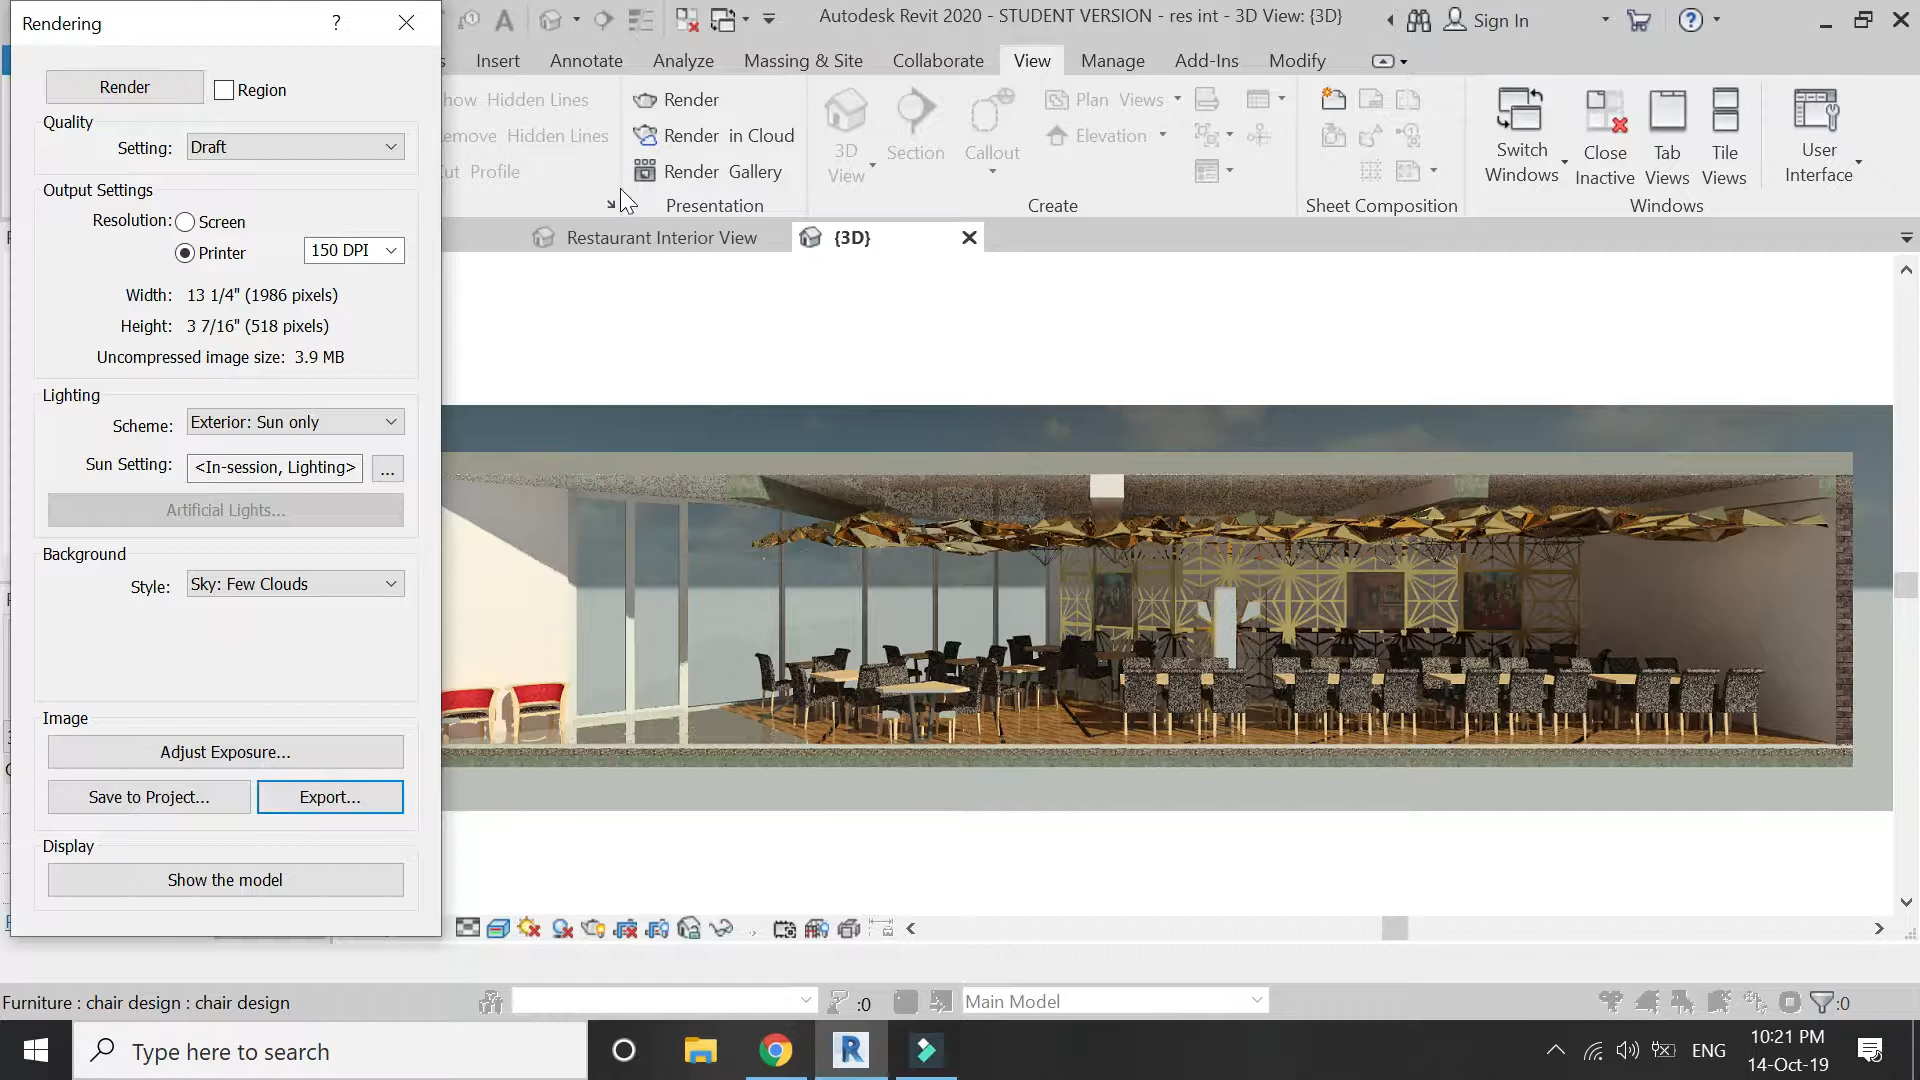 Rendering
?
Autodesk Revit 2020 - STUDENT VERSION - res int - 3D View: {3D}
Sign In
Insert Annotate Analyze Massing & Site Collaborate View Manage Add-Ins Modify
Render
Region
Quality
Setting: Draft
Output Settings
Resolution: Screen
Printer 150 DPI
Width: 13 1/4" (1986 pixels)
Height: 3 7/16" (518 pixels)
Uncompressed image size: 3.9 MB
Lighting
Scheme: Exterior: Sun only
Sun Setting: <In-session, Lighting> ...
Artificial Lights...
Background
Style: Sky: Few Clouds
Image
Adjust Exposure...
Save to Project... Export...
Display
Show the model
Hidden Lines
Hidden Lines
Profile
Render
Render in Cloud
Render Gallery
Presentation
3D View
Section
Callout
Plan Views
Elevation
Create
Sheet Composition
Switch Windows
Close Inactive
Tab Views
Tile Views
User Interface
Windows
Restaurant Interior View
{3D}
Furniture : chair design : chair design
:0
Main Model
:0
Type here to search
ENG
10:21 PM
14-Oct-19